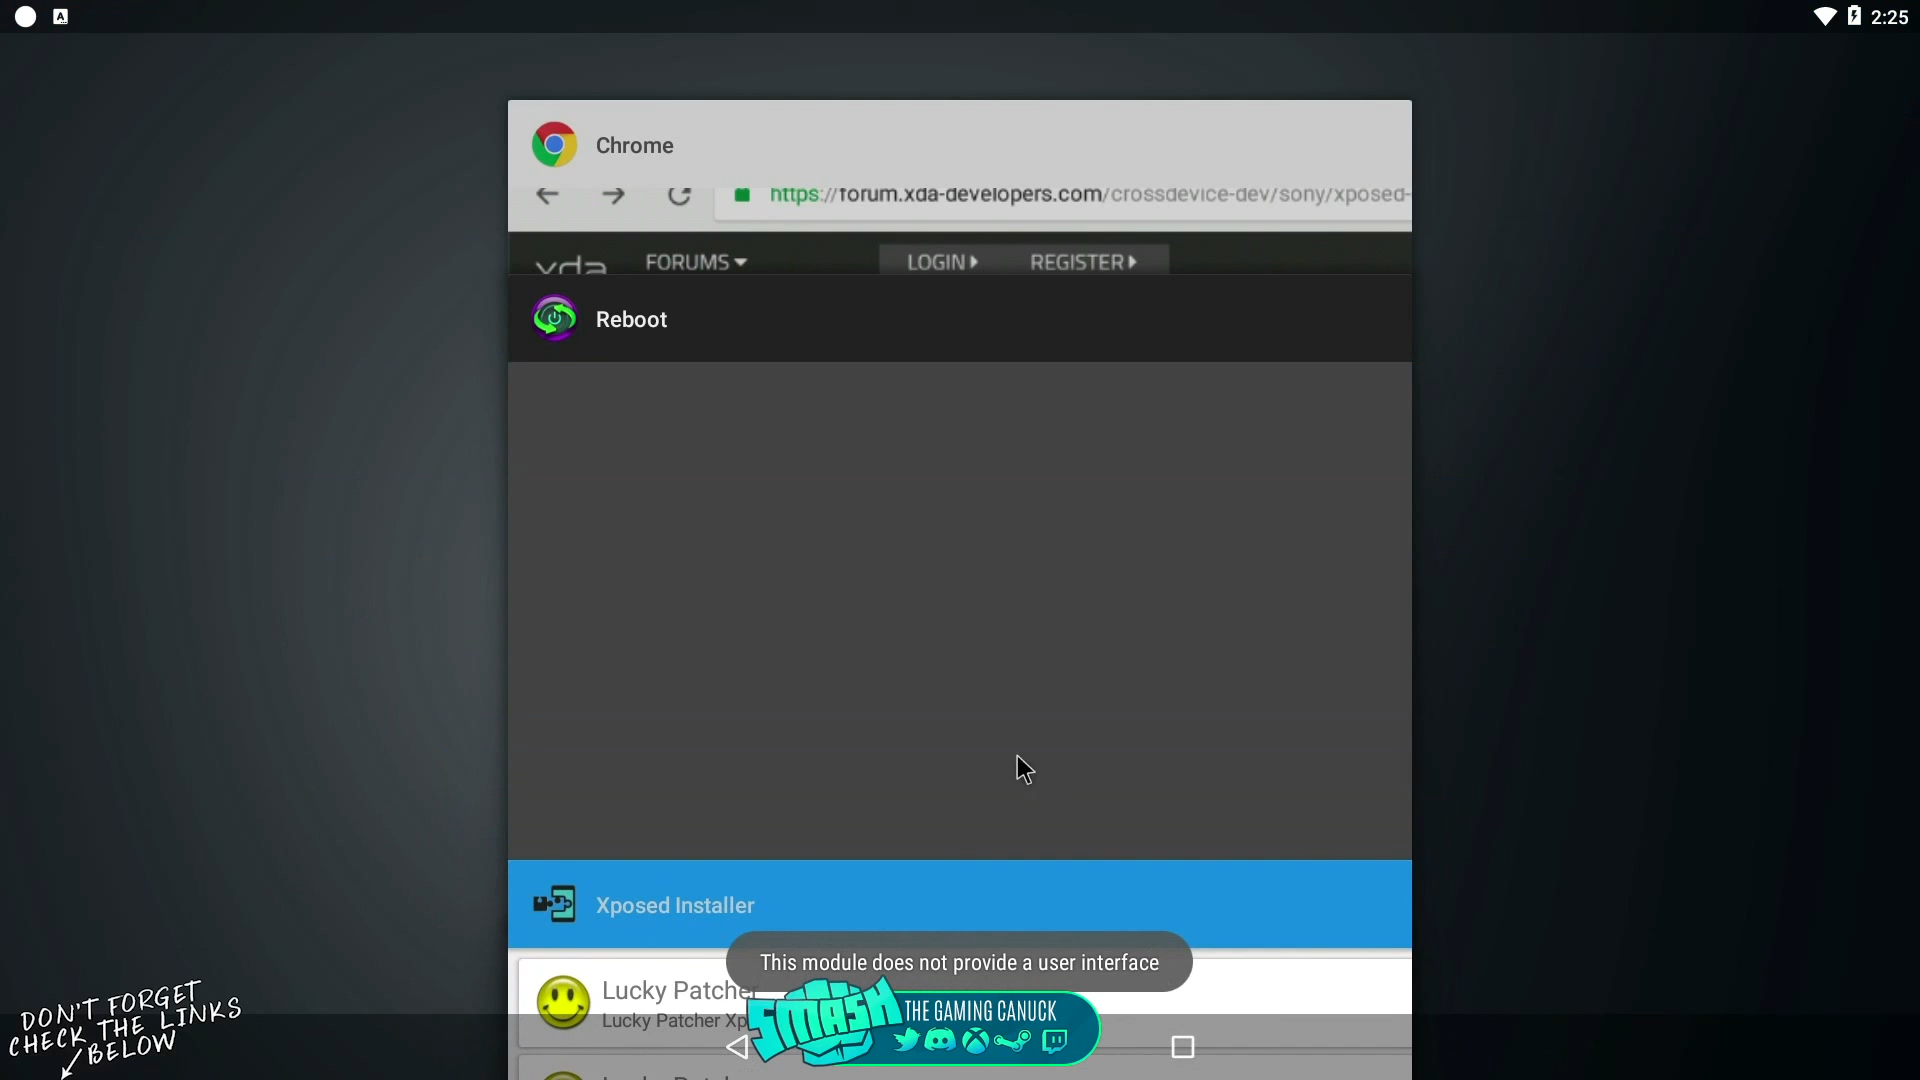 A
2:25
Chrome
https://forum.xda-developers.com/crossdevice-dev/sony/xposed-
xda
FORUMS
LOGIN
REGISTER
Reboot
Xposed Installer
This module does not provide a user interface
Lucky Patcher
Lucky Patcher Xp
SMASH
THE GAMING CANUCK
DON'T FORGET
CHECK THE LINKS
BELOW